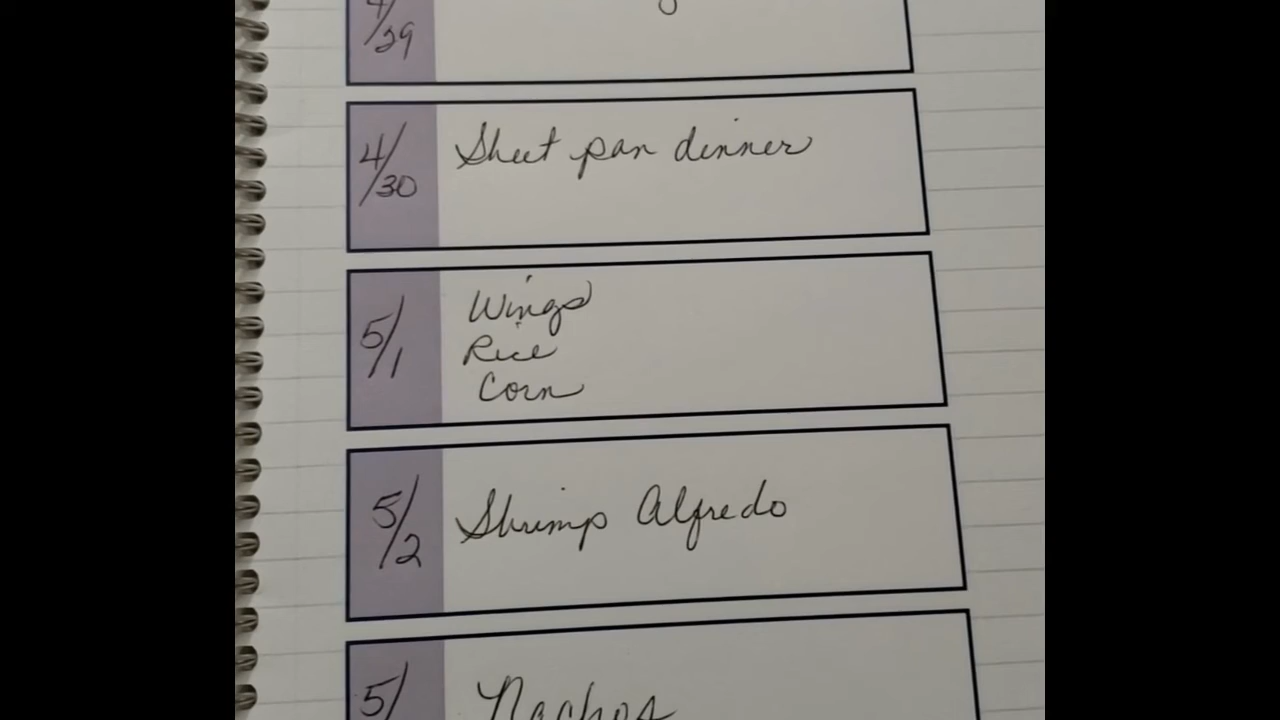 4/29
4/30
Sheet pan dinner
5/1
Wings
Rice
Corn
5/2
Shrimp Alfredo
5/
Nachos